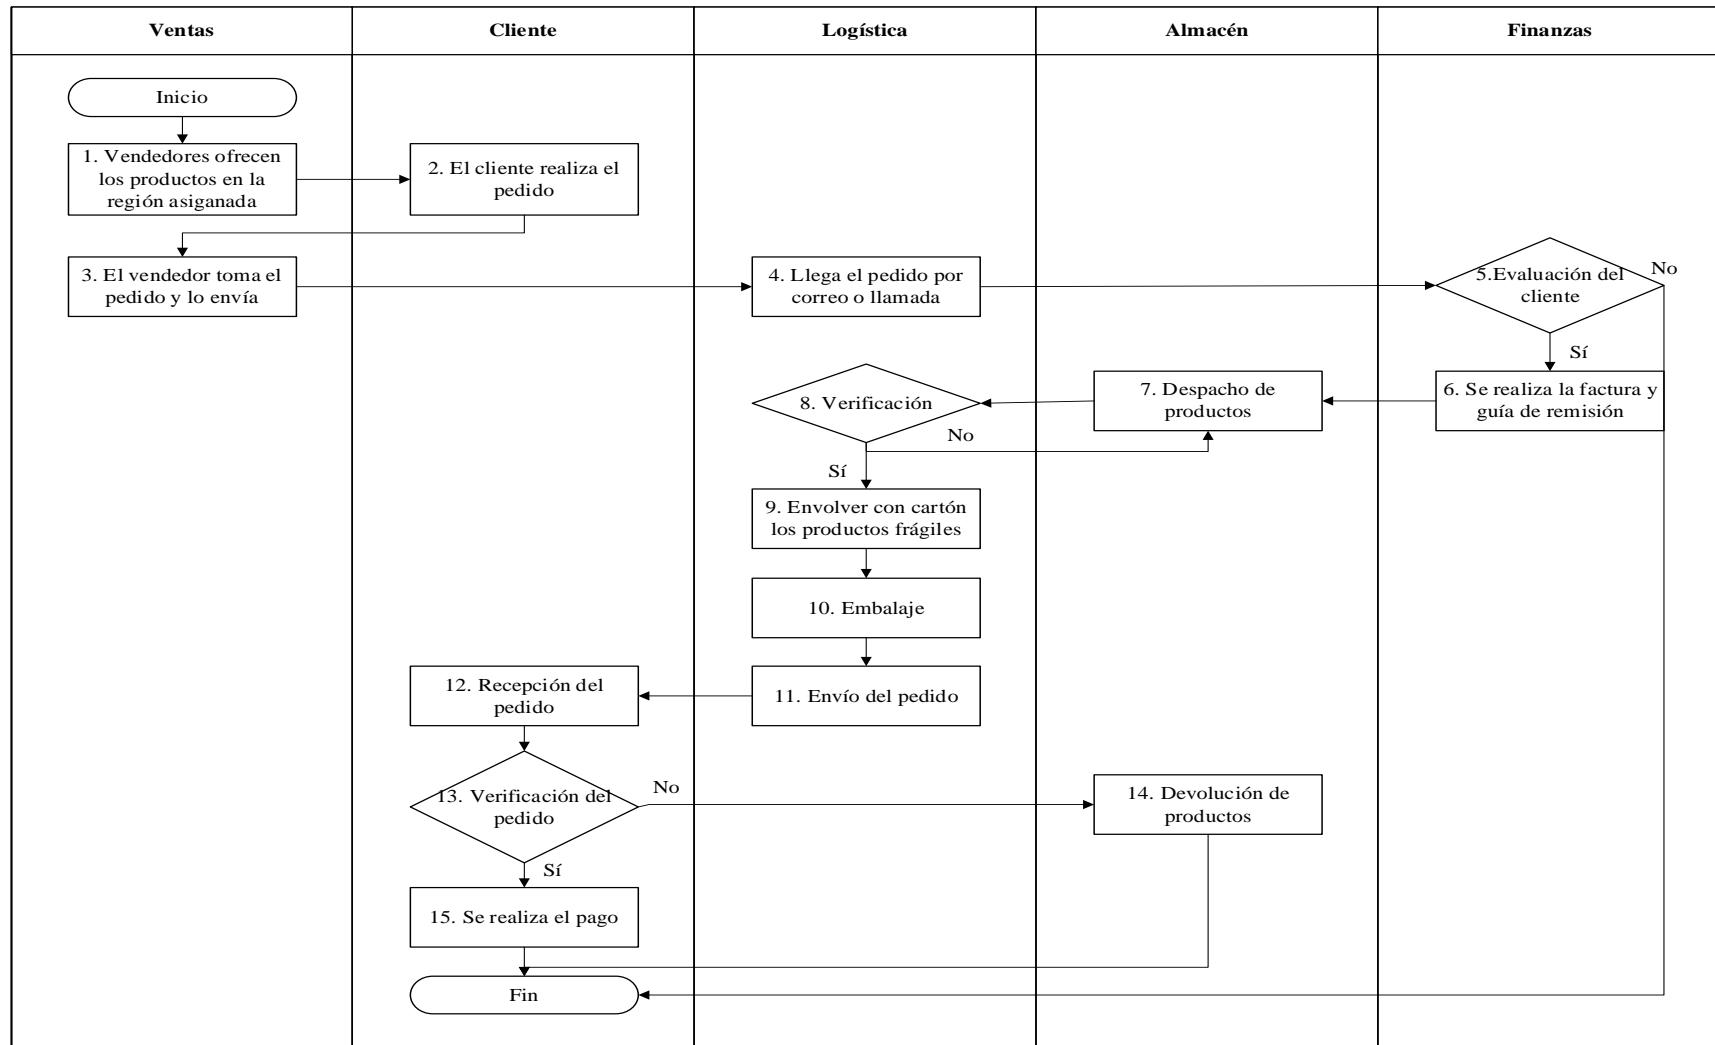 Ventas
Cliente
Logística
Almacén
Finanzas
Inicio
1. Vendedores ofrecen
los productos en la
región asiganada
2. El cliente realiza el
pedido
3. El vendedor toma el
pedido y lo envía
4. Llega el pedido por
correo o llamada
5.Evaluación del
cliente
No
Sí
6. Se realiza la factura y
guía de remisión
7. Despacho de
productos
8. Verificación
No
Sí
9. Envolver con cartón
los productos frágiles
10. Embalaje
11. Envío del pedido
12. Recepción del
pedido
13. Verificación del
pedido
No
14. Devolución de
productos
Sí
15. Se realiza el pago
Fin